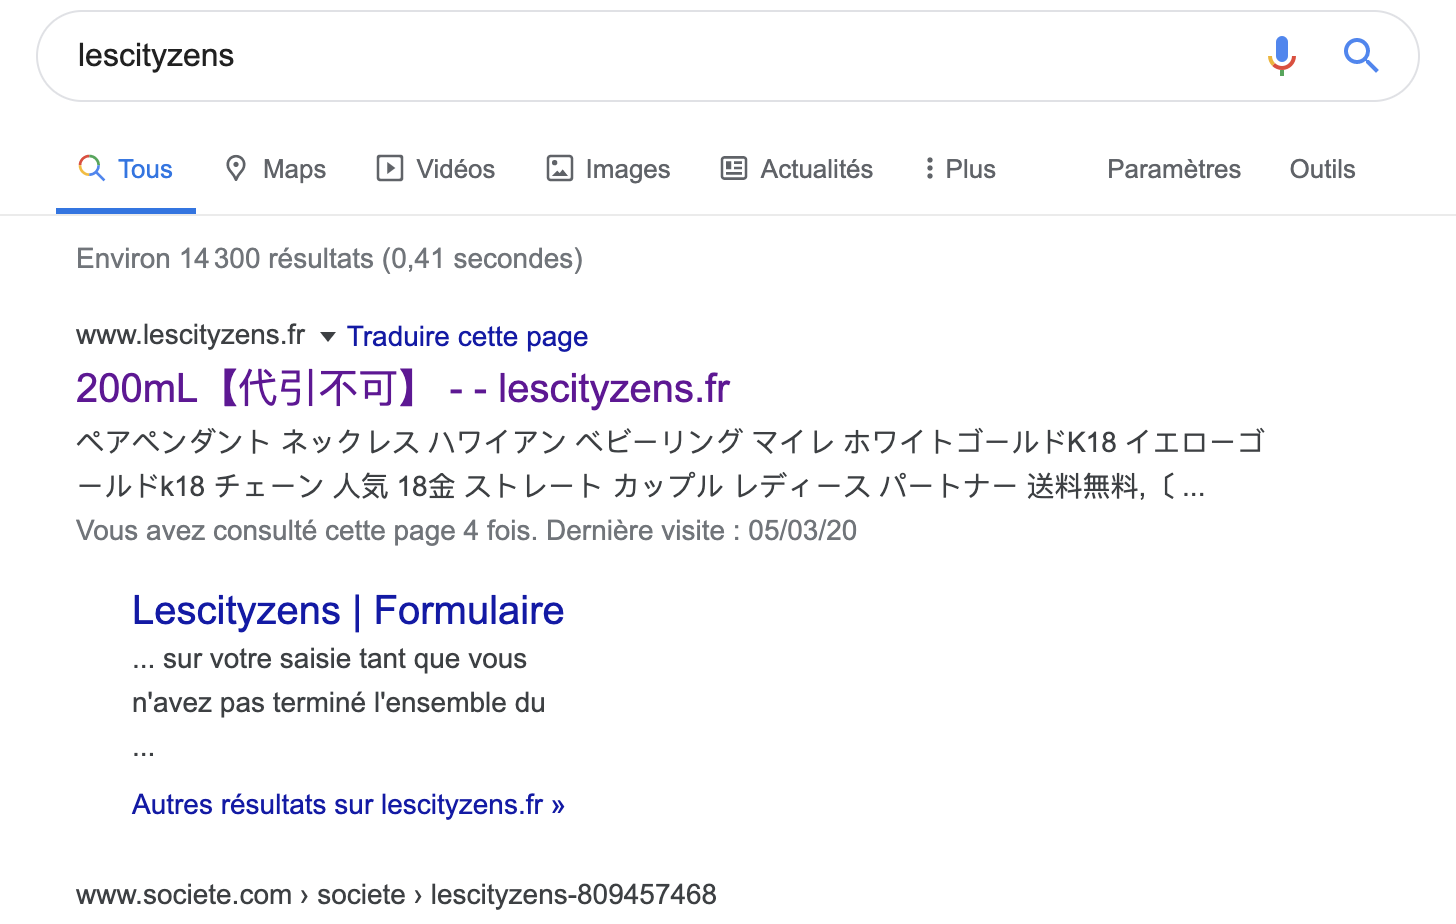 lescityzens
Tous Maps Vidéos Images Actualités Plus Paramètres Outils
Environ 14 300 résultats (0,41 secondes)
www.lescityzens.fr Traduire cette page
200mL【代引不可】 - - lescityzens.fr
ペアペンダント ネックレス ハワイアン ベビーリング マイレ ホワイトゴールドK18 イエローゴ
ールドk18 チェーン 人気 18金 ストレート カップル レディース パートナー 送料無料,〔 ...
Vous avez consulté cette page 4 fois. Dernière visite : 05/03/20
Lescityzens | Formulaire
... sur votre saisie tant que vous
n'avez pas terminé l'ensemble du
...
Autres résultats sur lescityzens.fr »
www.societe.com › societe › lescityzens-809457468